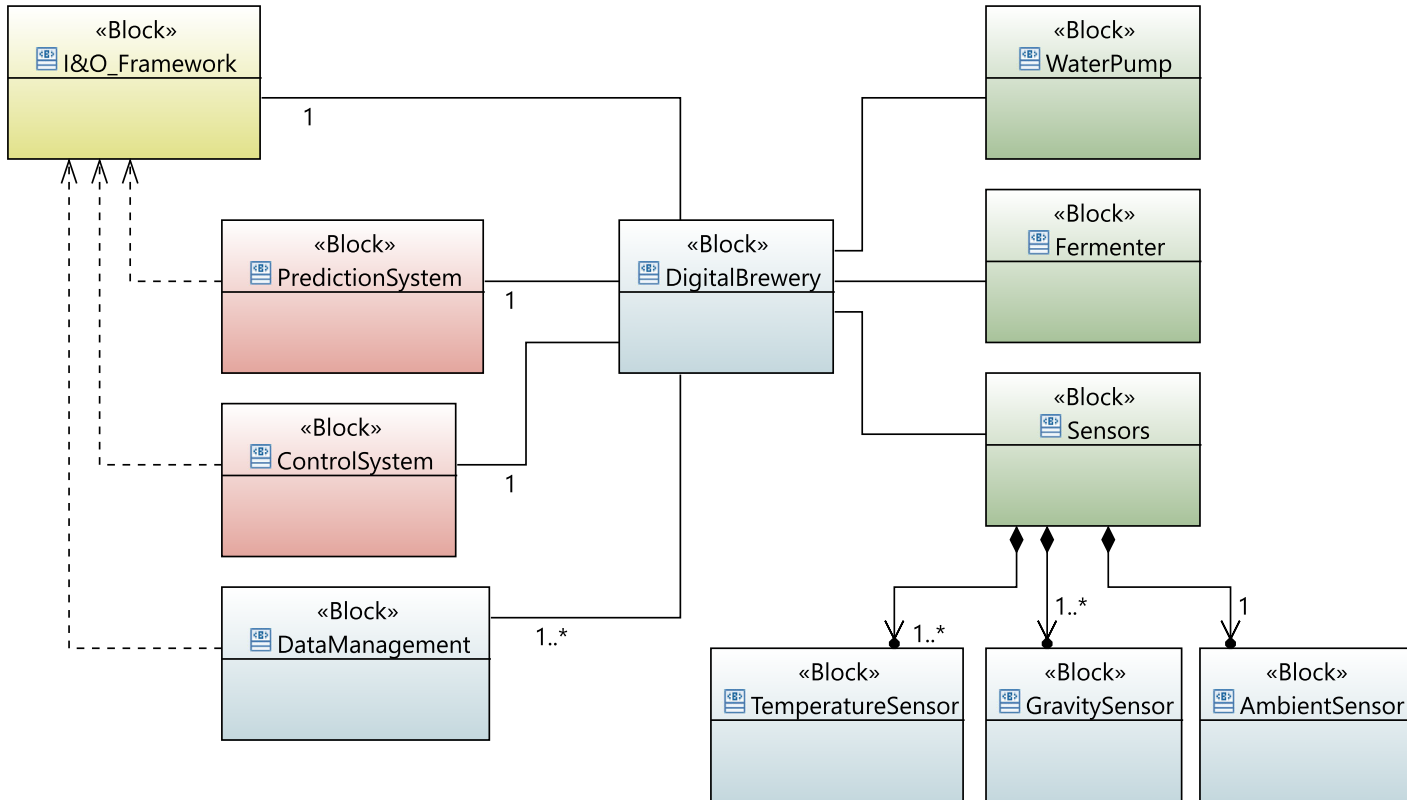 «Block»
I&O_Framework
1
«Block»
WaterPump
«Block»
PredictionSystem
1
«Block»
DigitalBrewery
«Block»
Fermenter
«Block»
ControlSystem
1
«Block»
Sensors
«Block»
DataManagement
1..*
1..*
1..*
1
«Block»
TemperatureSensor
«Block»
GravitySensor
«Block»
AmbientSensor